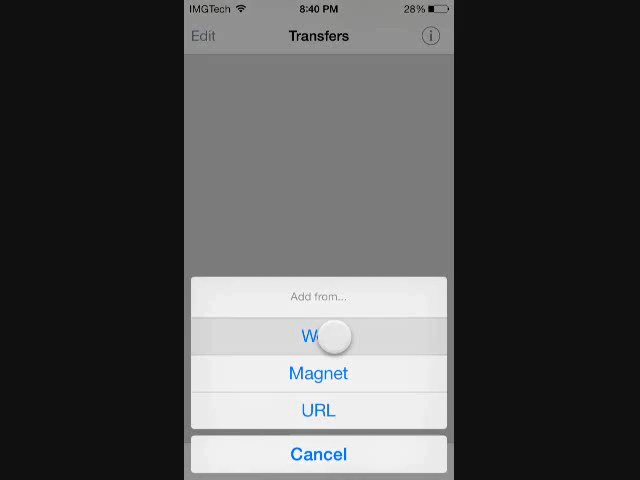 IMGTech 8:40 PM 28%
Edit Transfers
Add from...
Magnet
URL
Cancel